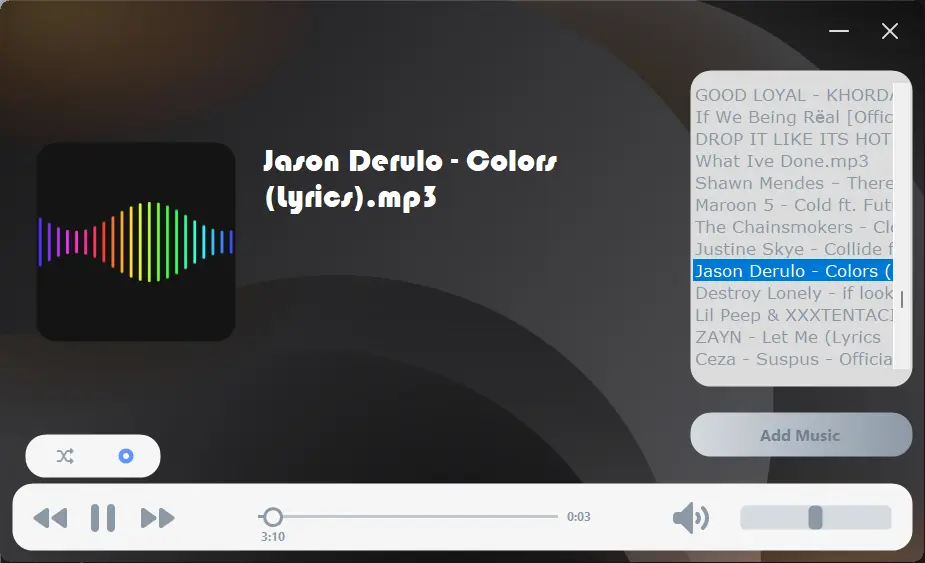 Jason Derulo - Colors
(Lyrics).mp3
GOOD LOYAL - KHORDA
If We Being Rëal [Offic
DROP IT LIKE ITS HOT
What Ive Done.mp3
Shawn Mendes – There
Maroon 5 - Cold ft. Fut
The Chainsmokers - Clo
Justine Skye - Collide f
Jason Derulo - Colors (
Destroy Lonely - if look
Lil Peep & XXXTENTACI
ZAYN - Let Me (Lyrics
Ceza - Suspus - Officia
Add Music
0:03
3:10